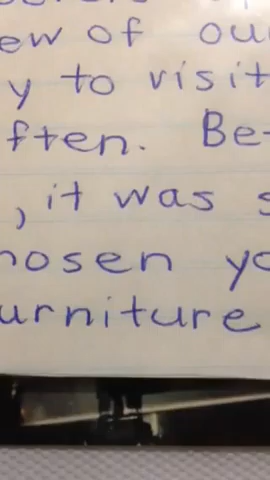 ew of ou
y to visit
ften. Be-
, it was s
hosen yo
urniture